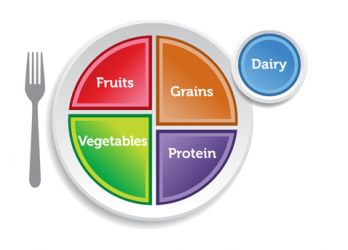 Fruits
Grains
Dairy
Vegetables
Protein